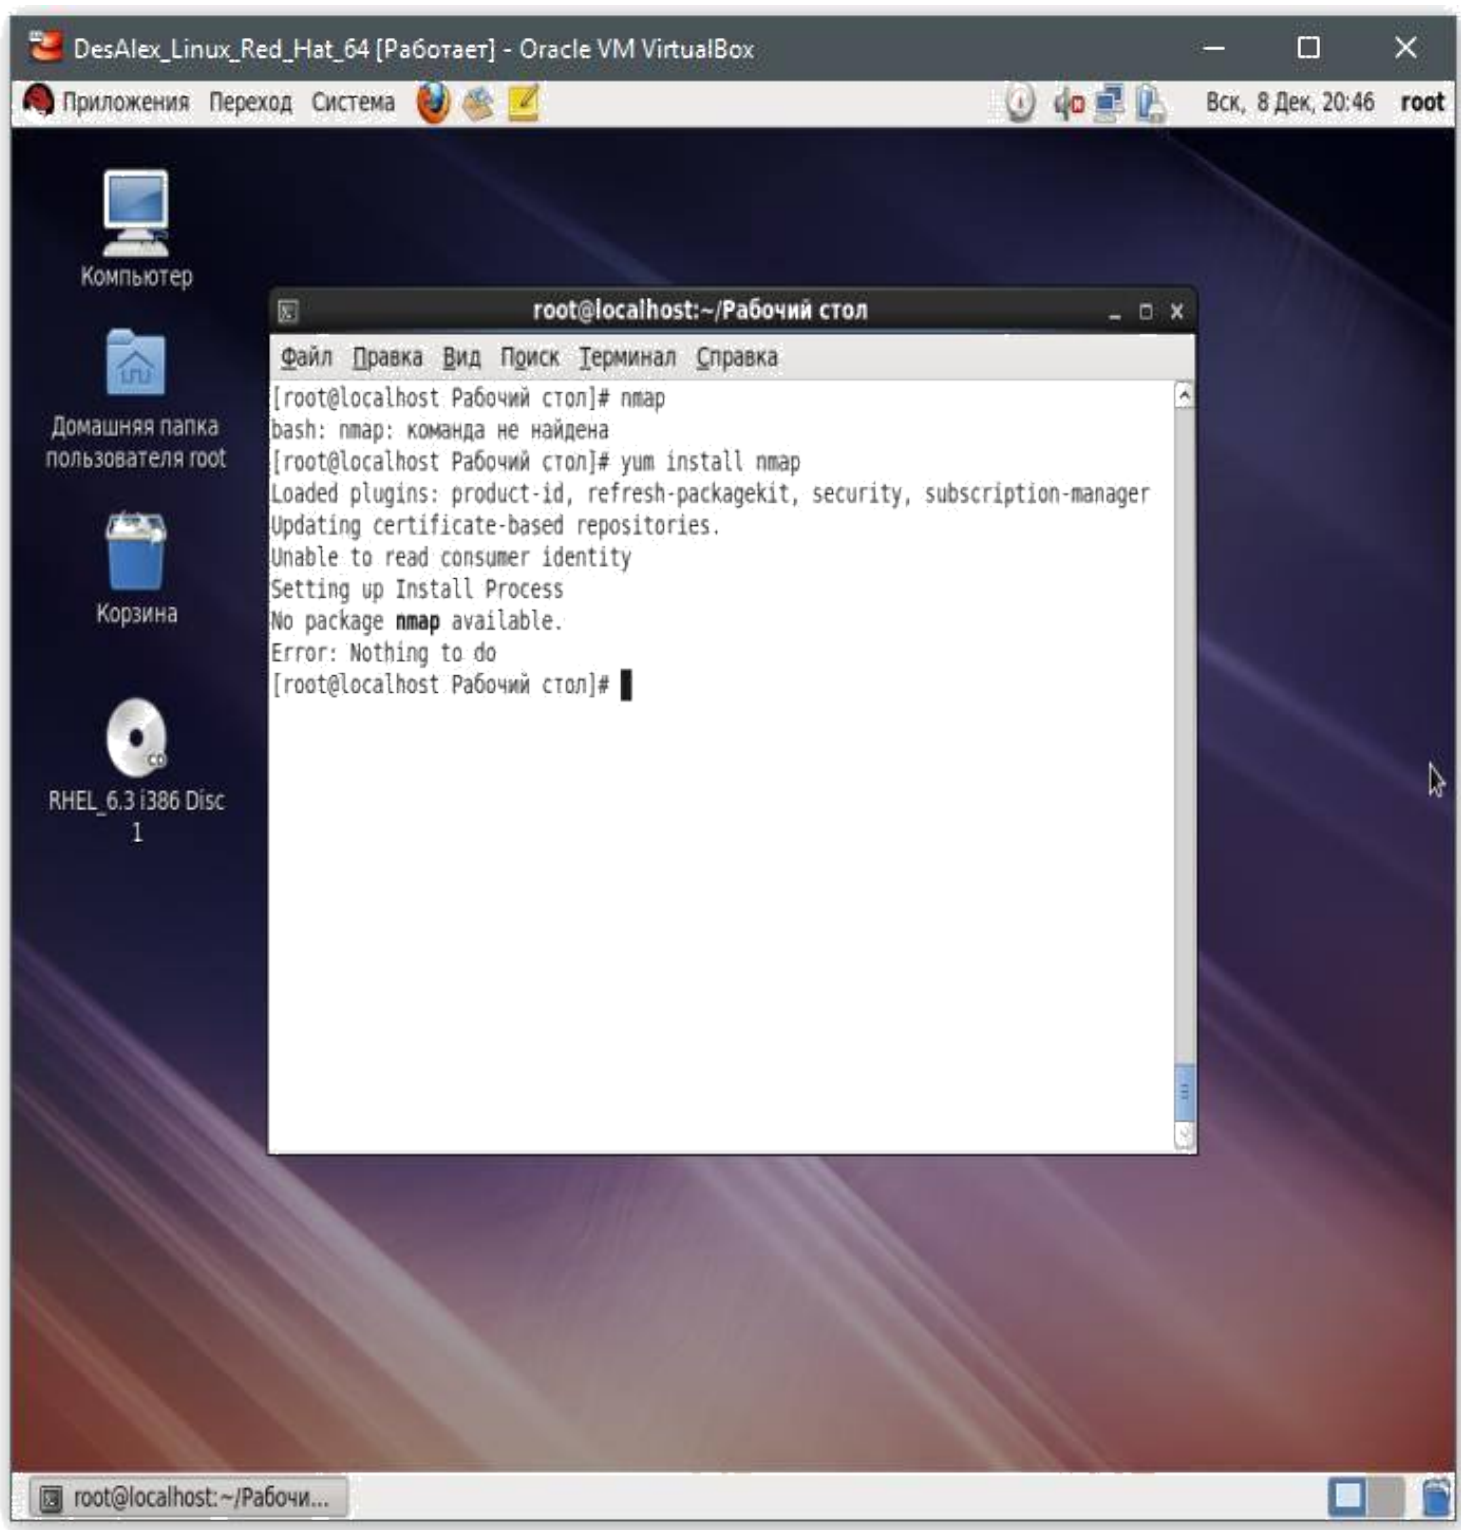 DesAlex_Linux_Red_Hat_64 [Работает] - Oracle VM VirtualBox
Приложения Переход Система Вск, 8 Дек, 20:46 root
Компьютер
Домашняя папка
пользователя root
Корзина
RHEL_6.3 i386 Disc
1
root@localhost:~/Рабочий стол
Файл Правка Вид Поиск Терминал Справка
[root@localhost Рабочий стол]# nmap
bash: nmap: команда не найдена
[root@localhost Рабочий стол]# yum install nmap
Loaded plugins: product-id, refresh-packagekit, security, subscription-manager
Updating certificate-based repositories.
Unable to read consumer identity
Setting up Install Process
No package nmap available.
Error: Nothing to do
[root@localhost Рабочий стол]#
root@localhost:~/Рабочи...